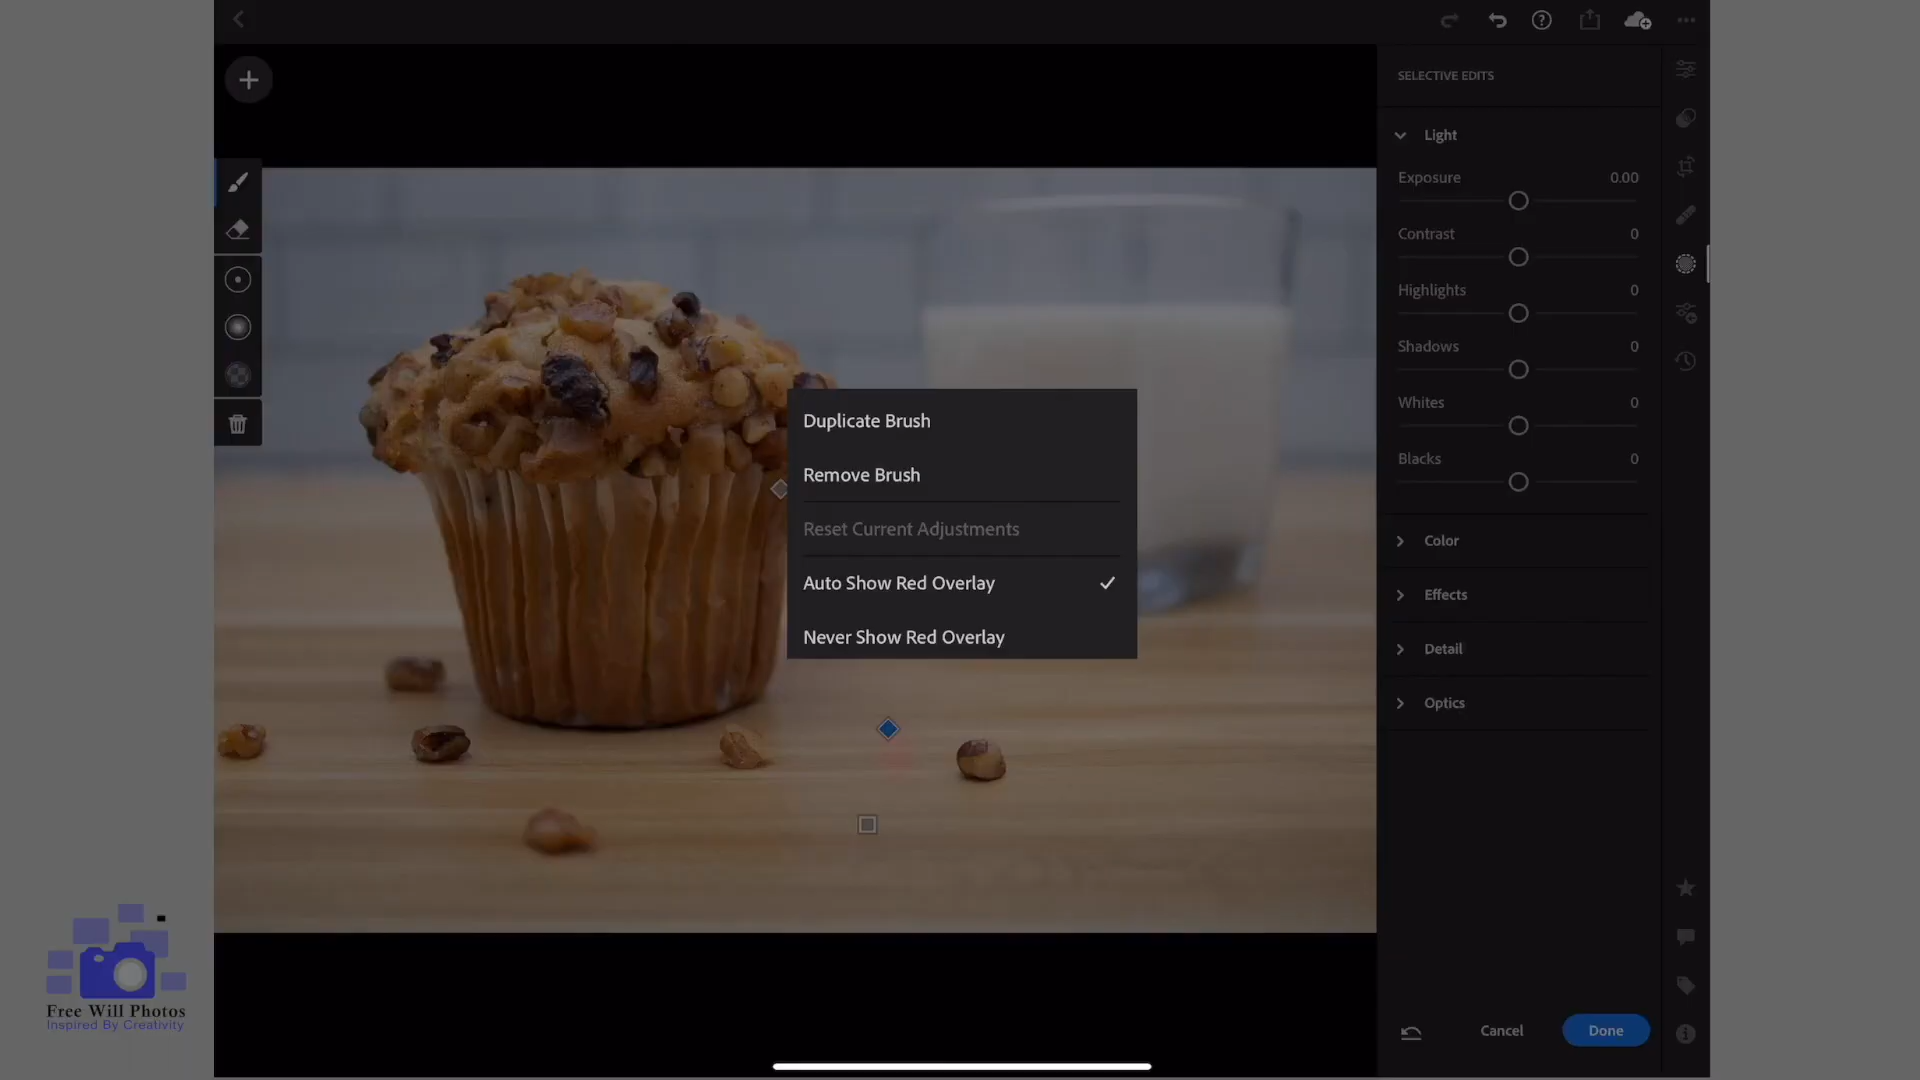 SELECTIVE EDITS
Light
Exposure 0.00
Contrast 0
Highlights 0
Shadows 0
Whites 0
Blacks 0
Color
Effects
Detail
Optics
Duplicate Brush
Remove Brush
Reset Current Adjustments
Auto Show Red Overlay
Never Show Red Overlay
Cancel
Done
Free Will Photos
Inspired By Creativity